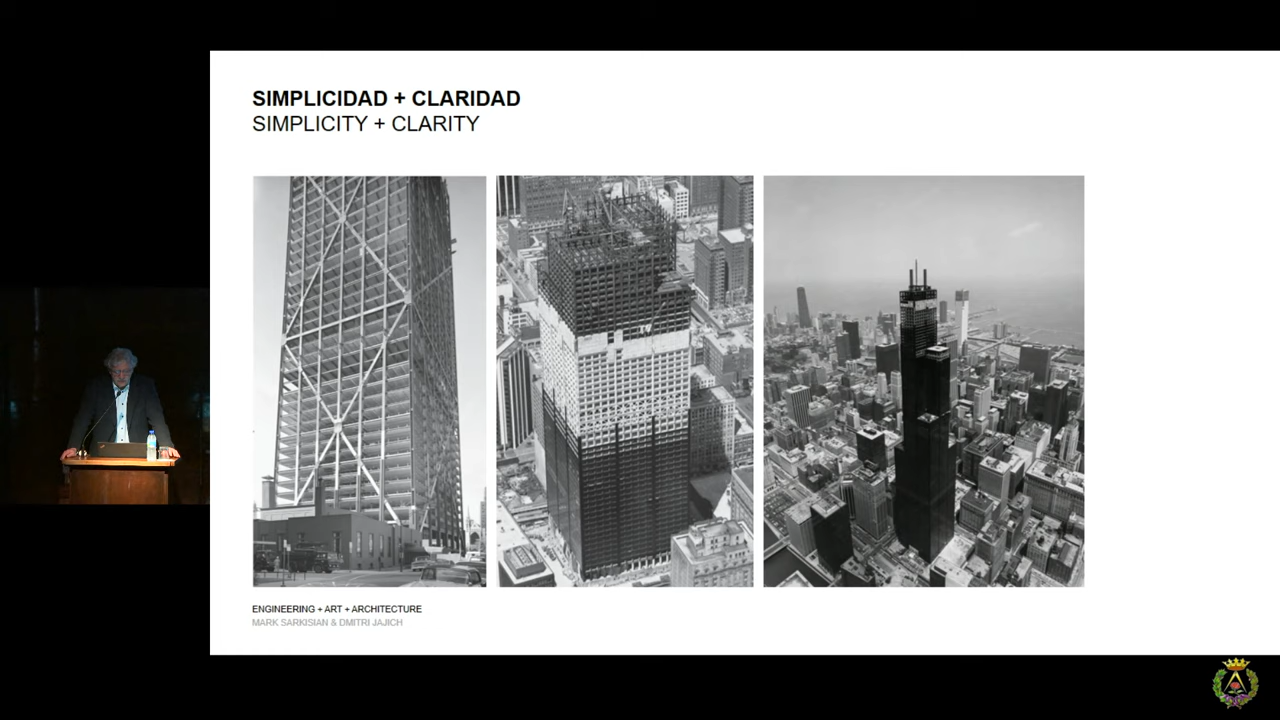 SIMPLICIDAD + CLARIDAD
SIMPLICITY + CLARITY
ENGINEERING + ART + ARCHITECTURE
MARK SARKISIAN & DMITRI JAJICH